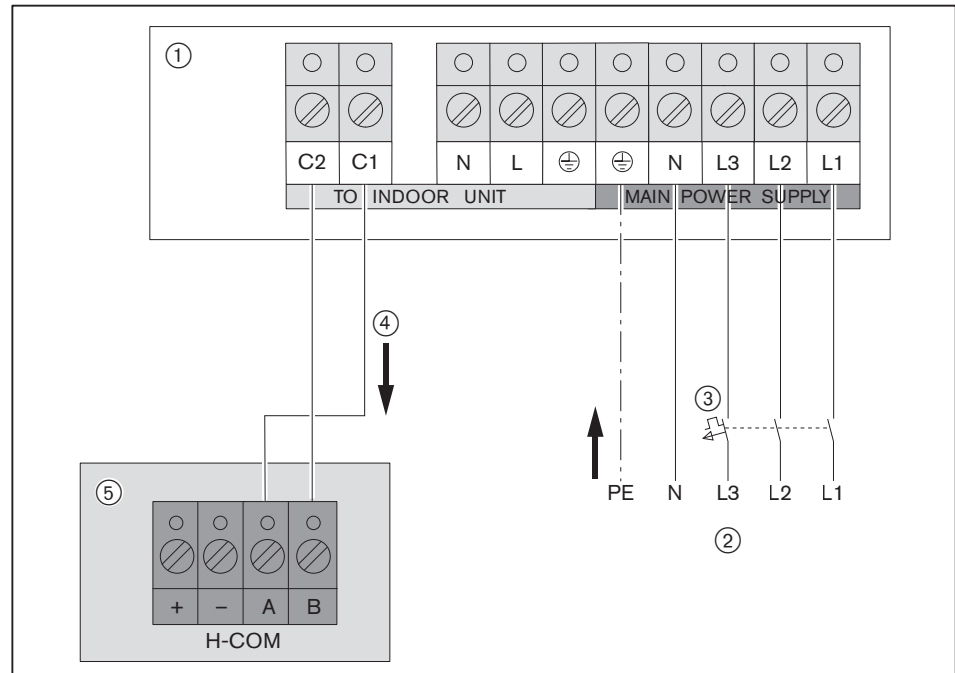 ①
C2 C1 N L N L3 L2 L1
TO INDOOR UNIT MAIN POWER SUPPLY
④
③
⑤
PE N L3 L2 L1
②
+ – A B
H-COM